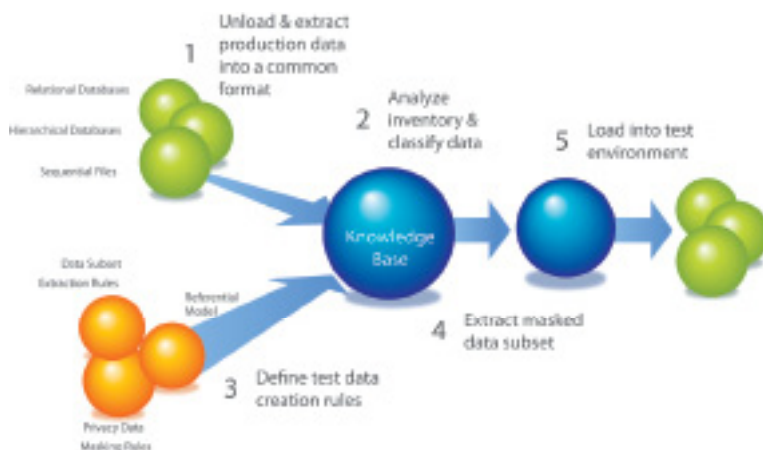 1
Unload & extract
production data
into a common
format
Relational Databases
Hierarchical Databases
Sequential Files
2
Analyze
inventory &
classify data
5
Load into test
environment
Knowledge
Base
Data Subset
Extraction Rules
Referential
Model
4
Extract masked
data subset
3
Define test data
creation rules
Privacy Data
Masking Rules